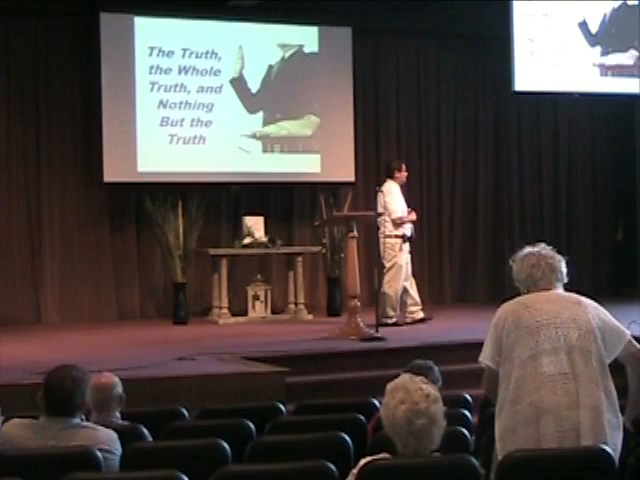 The Truth,
the Whole
Truth, and
Nothing
But the
Truth